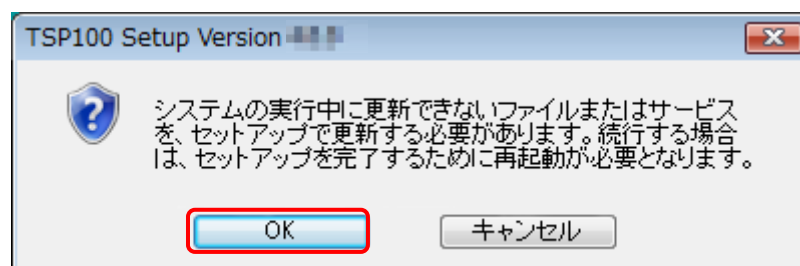 TSP100 Setup Version
システムの実行中に更新できないファイルまたはサービス
を、セットアップで更新する必要があります。続行する場合
は、セットアップを完了するために再起動が必要となります。
OK
キャンセル